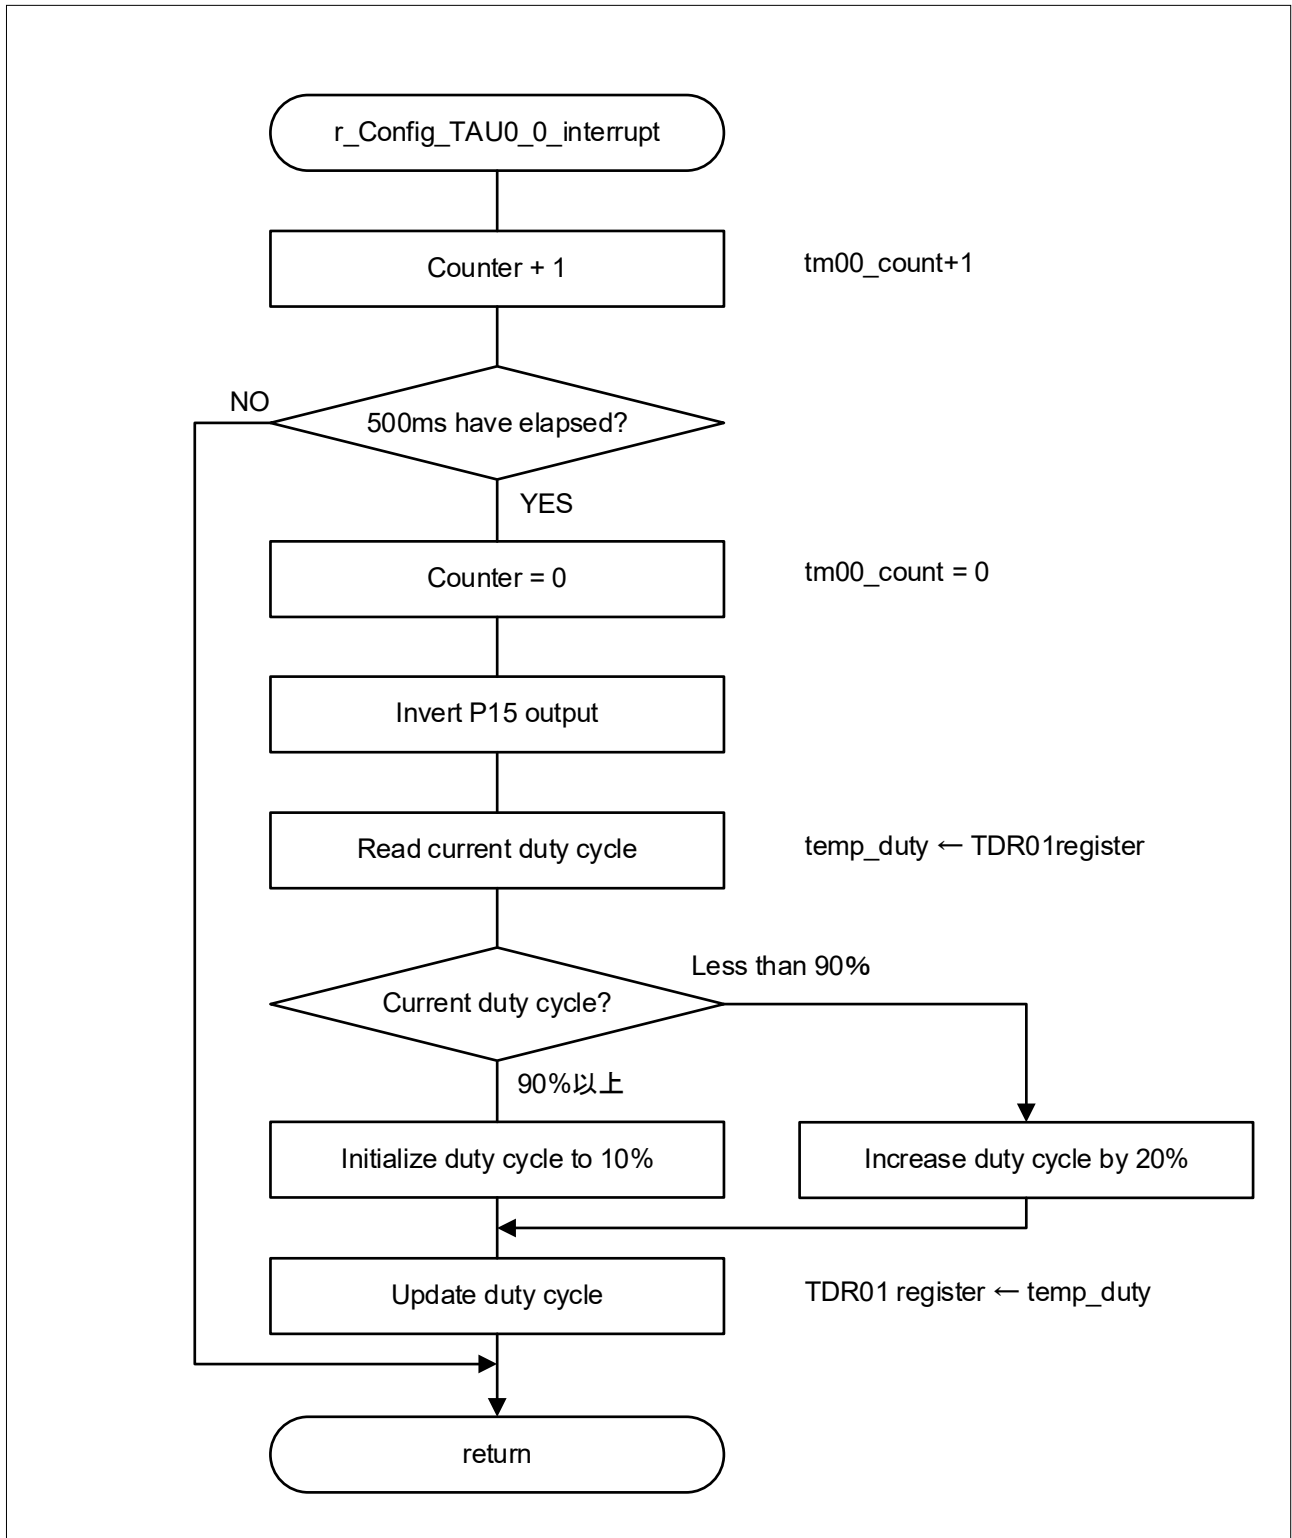 r_Config_TAU0_0_interrupt
Counter + 1
tm00_count+1
NO
500ms have elapsed?
YES
Counter = 0
tm00_count = 0
Invert P15 output
Read current duty cycle
temp_duty ← TDR01register
Less than 90%
Current duty cycle?
90%以上
Initialize duty cycle to 10%
Increase duty cycle by 20%
Update duty cycle
TDR01 register ← temp_duty
return